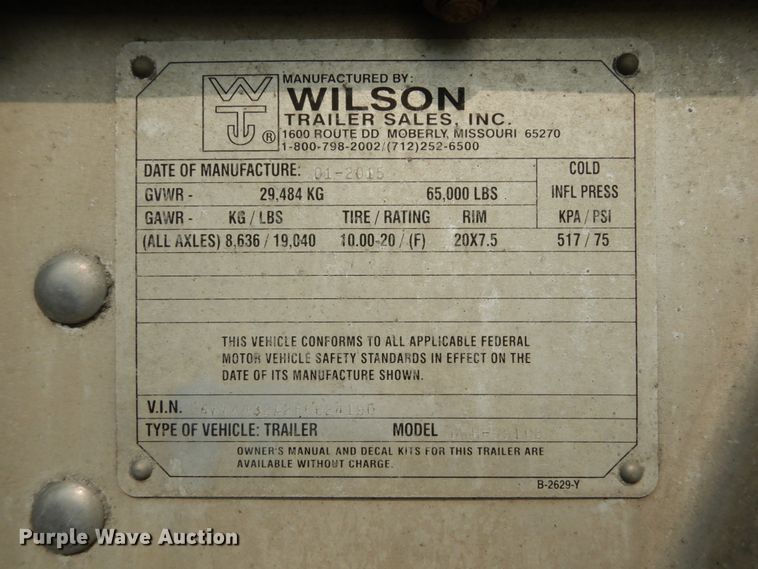 WT ®
MANUFACTURED BY:
WILSON
TRAILER SALES, INC.
1600 ROUTE DD MOBERLY, MISSOURI 65270
1-800-798-2002/(712)252-6500
DATE OF MANUFACTURE: 01-2015
COLD
GVWR - 29,484 KG 65,000 LBS
INFL PRESS
GAWR - KG / LBS TIRE / RATING RIM KPA / PSI
(ALL AXLES) 8,636 / 19,040 10.00-20 / (F) 20X7.5 517 / 75
THIS VEHICLE CONFORMS TO ALL APPLICABLE FEDERAL
MOTOR VEHICLE SAFETY STANDARDS IN EFFECT ON THE
DATE OF ITS MANUFACTURE SHOWN.
V.I.N.
TYPE OF VEHICLE: TRAILER MODEL
OWNER'S MANUAL AND DECAL KITS FOR THIS TRAILER ARE
AVAILABLE WITHOUT CHARGE.
B-2629-Y
Purple Wave Auction